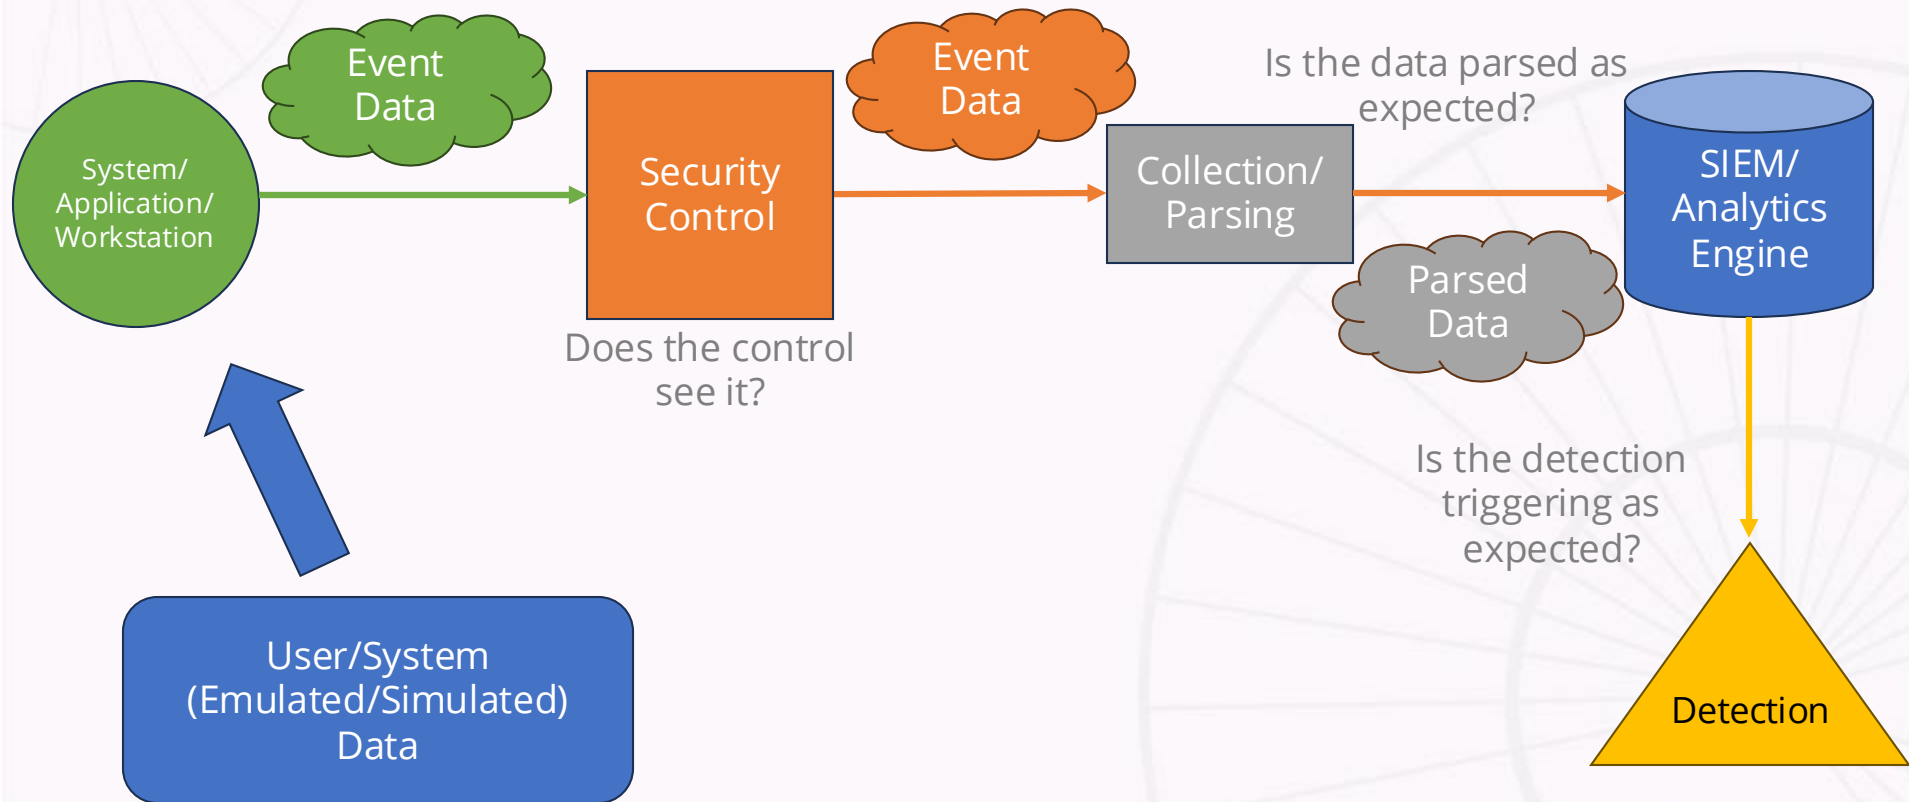 Event
Data
Event
Data
Is the data parsed as
expected?
System/
Application/
Workstation
Security
Control
Collection/
Parsing
SIEM/
Analytics
Engine
Parsed
Data
Does the control
see it?
Is the detection
triggering as
expected?
User/System
(Emulated/Simulated)
Data
Detection